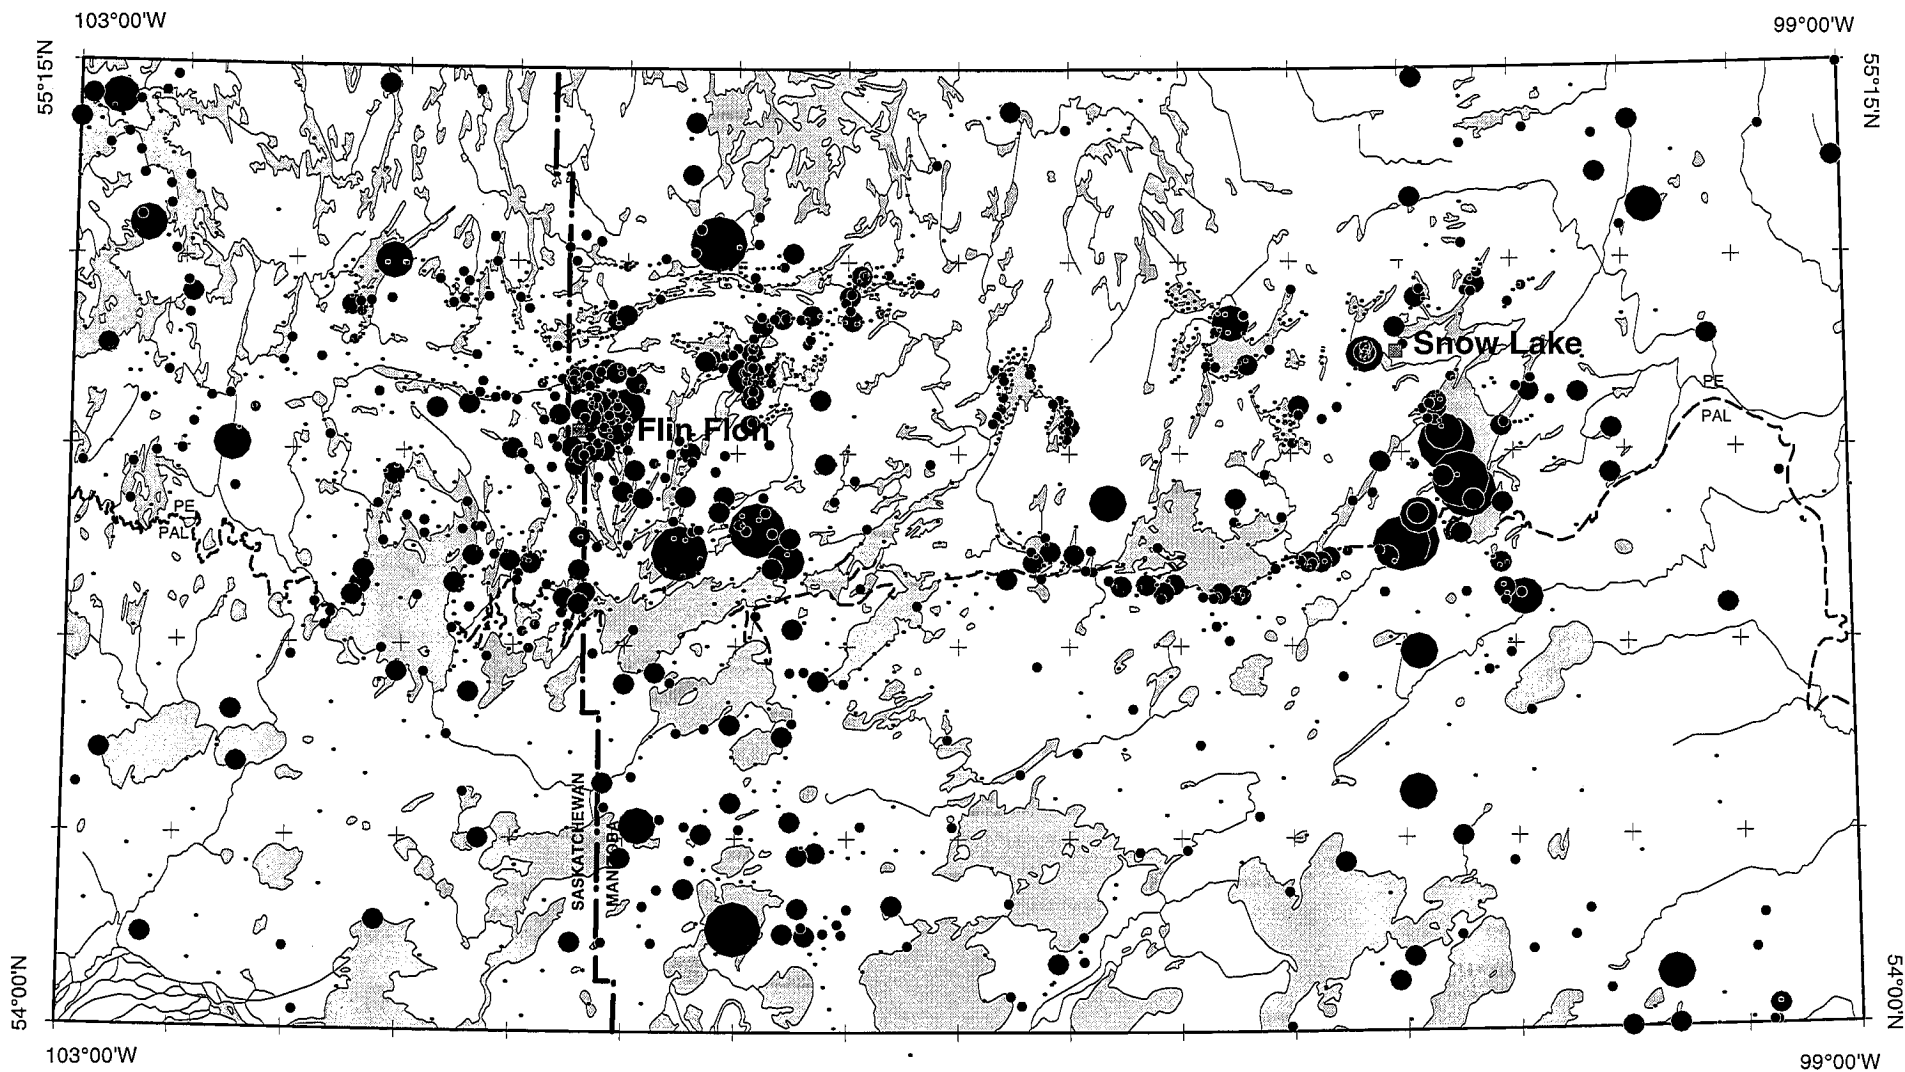 103°00'W
99°00'W
55°15'N
55°15'N
Snow Lake
PE
PAL
Flin Flon
PE
PAL
SASKATCHEWAN
MANITOBA
54°00'N
54°00'N
103°00'W
99°00'W